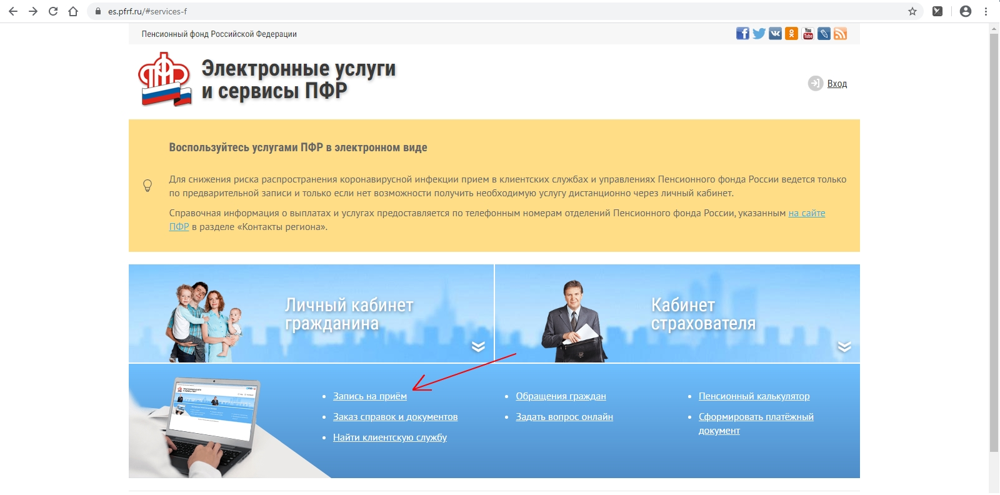 es.pfrf.ru/#services-f
Пенсионный фонд Российской Федерации
You
Tube
Электронные услуги
и сервисы ПФР
Вход
Воспользуйтесь услугами ПФР в электронном виде
Для снижения риска распространения коронавирусной инфекции прием в клиентских службах и управлениях Пенсионного фонда России ведется только
по предварительной записи и только если нет возможности получить необходимую услугу дистанционно через личный кабинет.
Справочная информация о выплатах и услугах предоставляется по телефонным номерам отделений Пенсионного фонда России, указанным на сайте
ПФР в разделе «Контакты региона».
Личный кабинет
гражданина
Кабинет
страхователя
Запись на приём
Заказ справок и документов
Найти клиентскую службу
Обращения граждан
Задать вопрос онлайн
Пенсионный калькулятор
Сформировать платёжный
документ